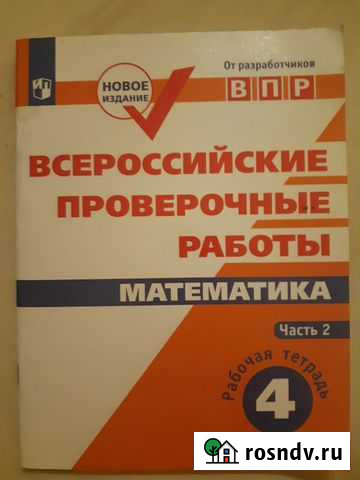 От разработчиков
ВПР
НОВОЕ
ИЗДАНИЕ
ВСЕРОССИЙСКИЕ
ПРОВЕРОЧНЫЕ
РАБОТЫ
МАТЕМАТИКА
Часть 2
Рабочая тетрадь
4
rosndv.ru